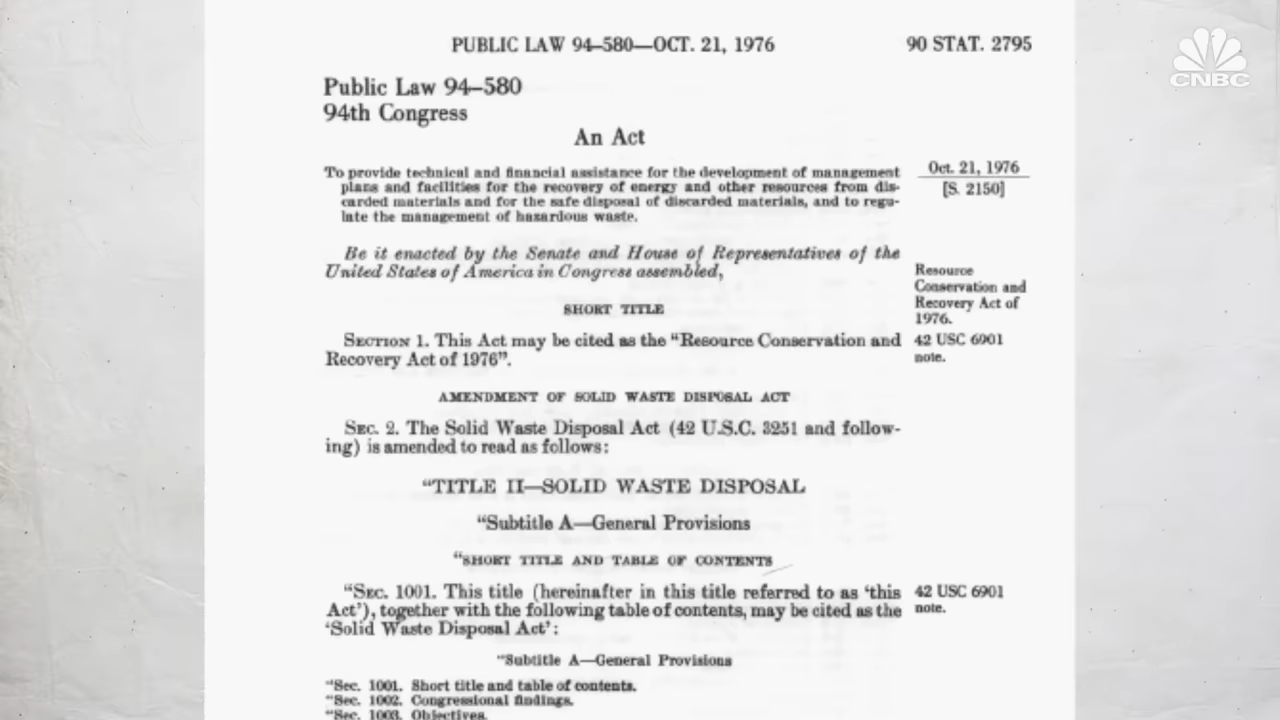 PUBLIC LAW 94–580—OCT. 21, 1976
90 STAT. 2795
CNBC
Public Law 94–580
94th Congress
An Act
To provide technical and financial assistance for the development of management
plans and facilities for the recovery of energy and other resources from dis-
carded materials and for the safe disposal of discarded materials, and to regu-
late the management of hazardous waste.
Oct. 21, 1976
[S. 2150]
Be it enacted by the Senate and House of Representatives of the
United States of America in Congress assembled,
Resource
Conservation and
Recovery Act of
1976.
SHORT TITLE
SECTION 1. This Act may be cited as the “Resource Conservation and
Recovery Act of 1976”.
42 USC 6901
note.
AMENDMENT OF SOLID WASTE DISPOSAL ACT
SEC. 2. The Solid Waste Disposal Act (42 U.S.C. 3251 and follow-
ing) is amended to read as follows:
“TITLE II—SOLID WASTE DISPOSAL
“Subtitle A—General Provisions
“SHORT TITLE AND TABLE OF CONTENTS
“SEC. 1001. This title (hereinafter in this title referred to as ‘this
Act’), together with the following table of contents, may be cited as the
‘Solid Waste Disposal Act’:
42 USC 6901
note.
“Subtitle A—General Provisions
“Sec. 1001. Short title and table of contents.
“Sec. 1002. Congressional findings.
“Sec. 1003. Objectives.